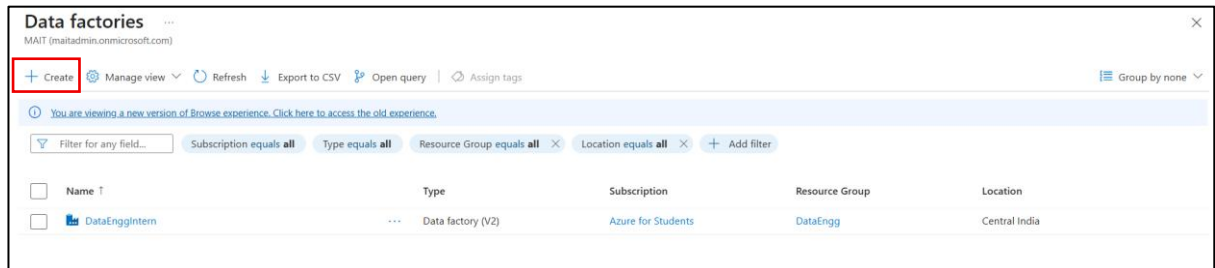 Data factories ...
MAIT (maitadmin.onmicrosoft.com)
+ Create Manage view Refresh Export to CSV Open query Assign tags Group by none
You are viewing a new version of Browse experience. Click here to access the old experience.
Filter for any field... Subscription equals all Type equals all Resource Group equals all × Location equals all × + Add filter
Name ↑ Type Subscription Resource Group Location
DataEnggIntern ... Data factory (V2) Azure for Students DataEngg Central India